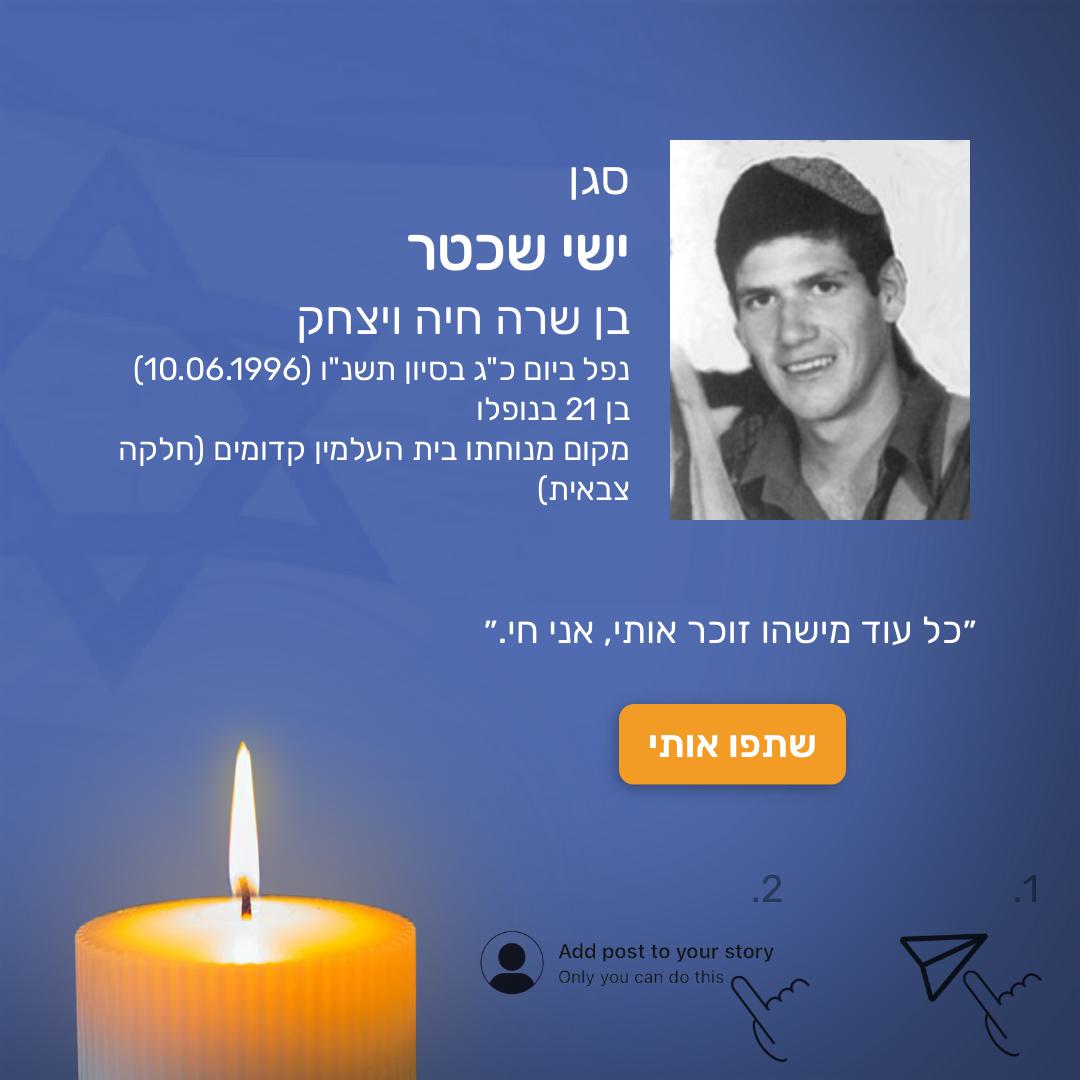 סגן
ישי שכטר
בן שרה חיה ויצחק
נפל ביום כ"ג בסיון תשנ"ו (10.06.1996)
בן 21 בנופלו
מקום מנוחתו בית העלמין קדומים (חלקה
צבאית)
״כל עוד מישהו זוכר אותי, אני חי.״
שתפו אותי
.1
.2
Add post to your story
Only you can do this